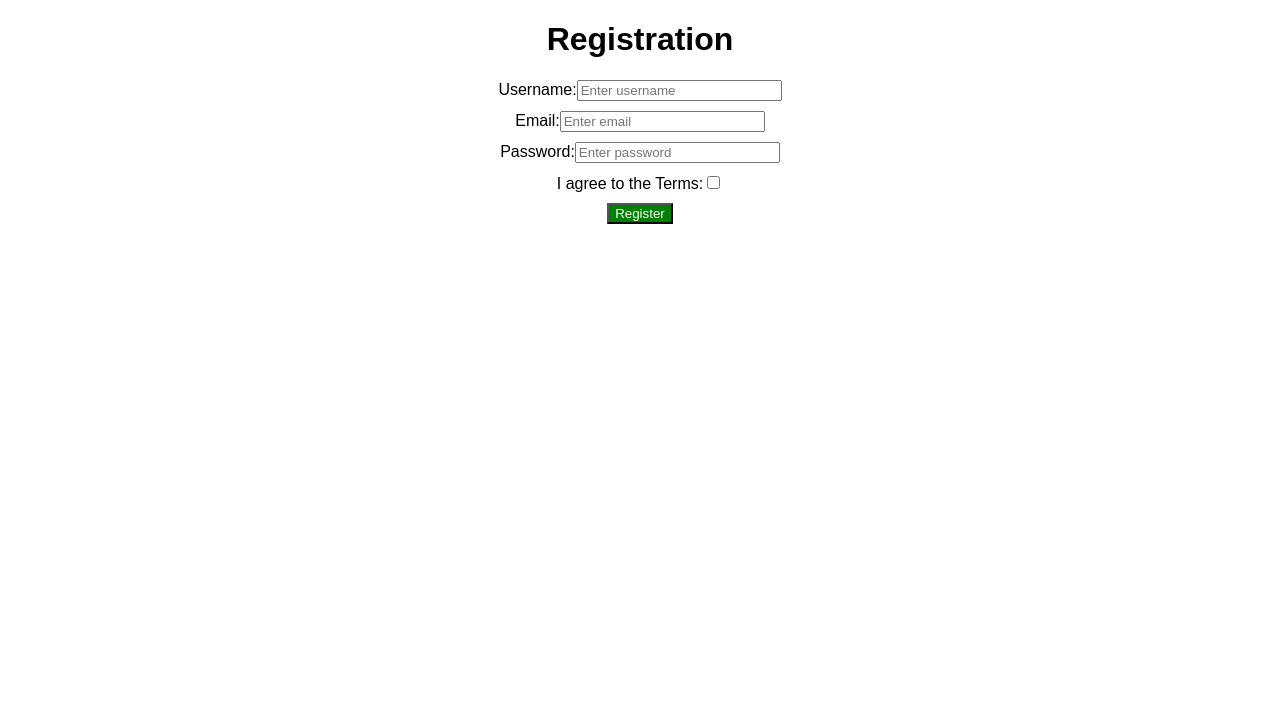 Registration
Username: Enter username
Email: Enter email
Password: Enter password
I agree to the Terms:
Register